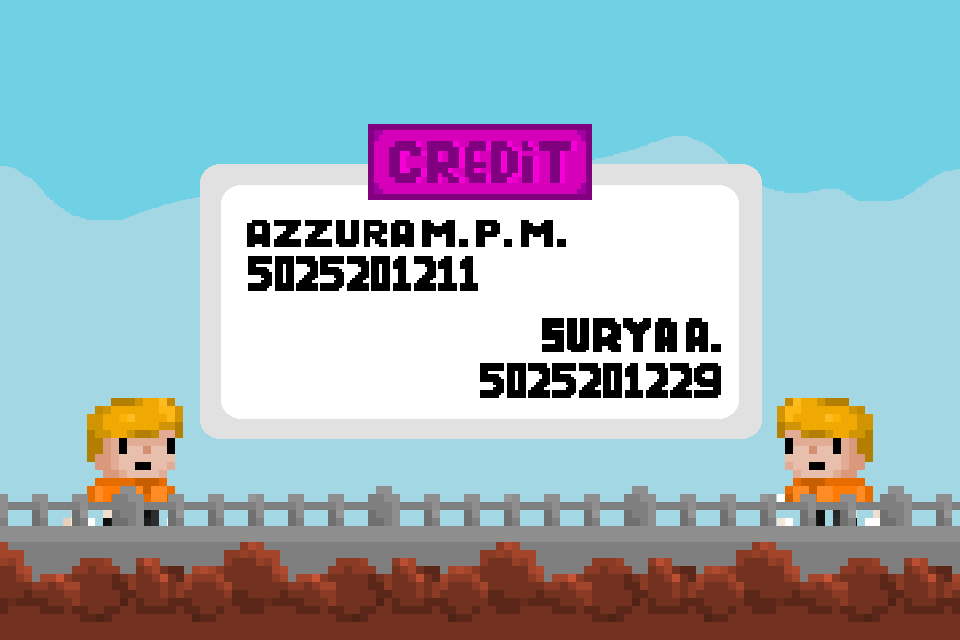 CREDiT
AZZURA M. P. M.
5025201211
SURYA A.
5025201229